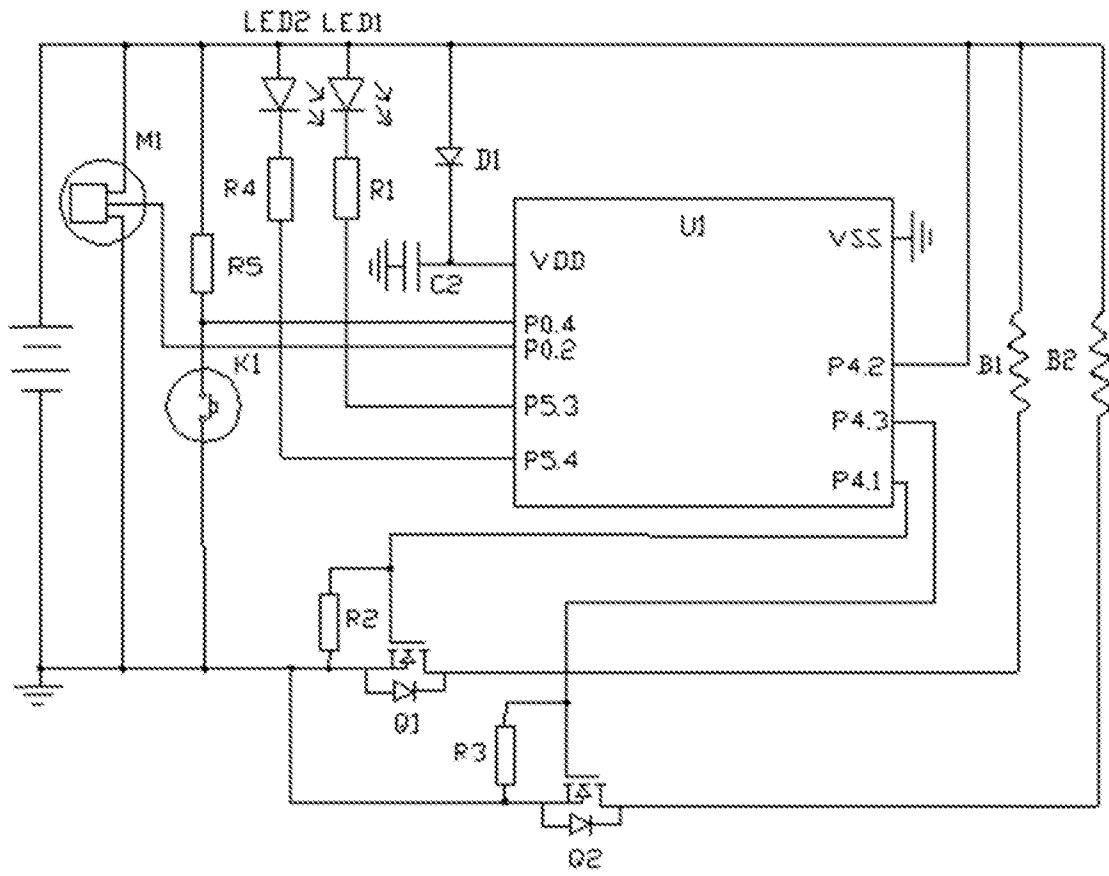 LED2 LED1
M1
R4
R1
D1
U1
VSS
R5
VDD
C2
P0.4
P0.2
K1
P4.2
B1
B2
P5.3
P4.3
P5.4
P4.1
R2
Q1
R3
Q2